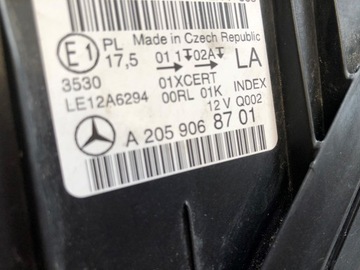 E1 PL Made in Czech Republic
17,5 01 1 02A LA
3530 01XCERT
LE12A6294 00RL 01K INDEX
12 V Q002
A 205 906 87 01